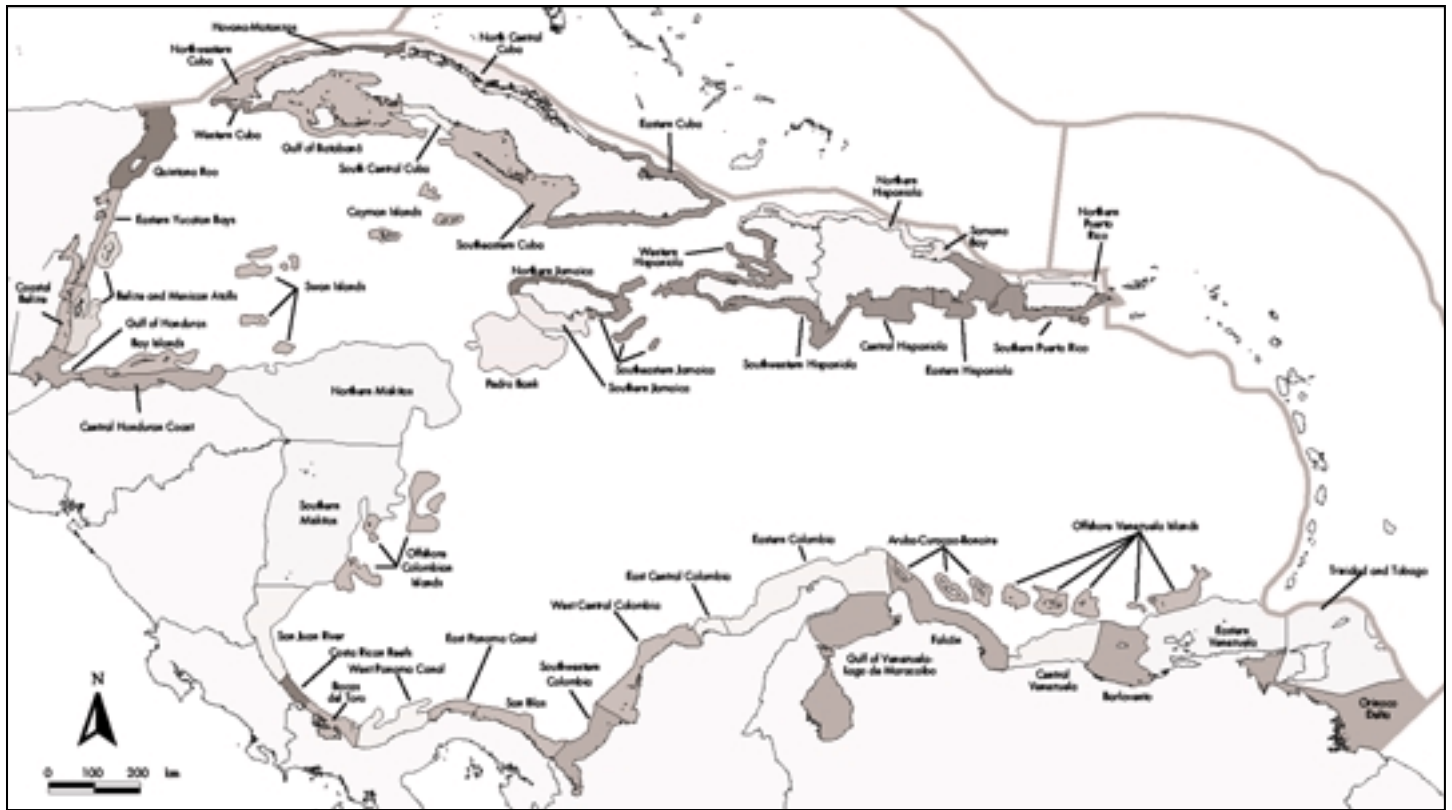 Havana-Matanzas
Northwestern
Cuba
North Central
Cuba
Western Cuba
Gulf of Batabanó
South Central Cuba
Eastern Cuba
Quintana Roo
Eastern Yucatan Bays
Cayman Islands
Southeastern Cuba
Northern
Hispaniola
Samana
Bay
Northern
Puerto
Rico
Western
Hispaniola
Northern Jamaica
Coastal
Belize
Belize and Mexican Atolls
Swan Islands
Gulf of Honduras
Bay Islands
Pedro Bank
Southeastern Jamaica
Southern Jamaica
Southwestern Hispaniola
Central Hispaniola
Eastern Hispaniola
Southern Puerto Rico
Northern Miskitos
Central Honduran Coast
Southern
Miskitos
Offshore
Colombian
Islands
Eastern Colombia
Aruba-Curacao-Bonaire
Offshore Venezuela Islands
Trinidad and Tobago
East Central Colombia
West Central Colombia
San Juan River
Costa Rican Reefs
West Panama Canal
East Panama Canal
Bocas
del Toro
San Blas
Southwestern
Colombia
Gulf of Venezuela-
Lago de Maracaibo
Falcón
Central
Venezuela
Barlovento
Eastern
Venezuela
Orinoco
Delta
N
0 100 200 km